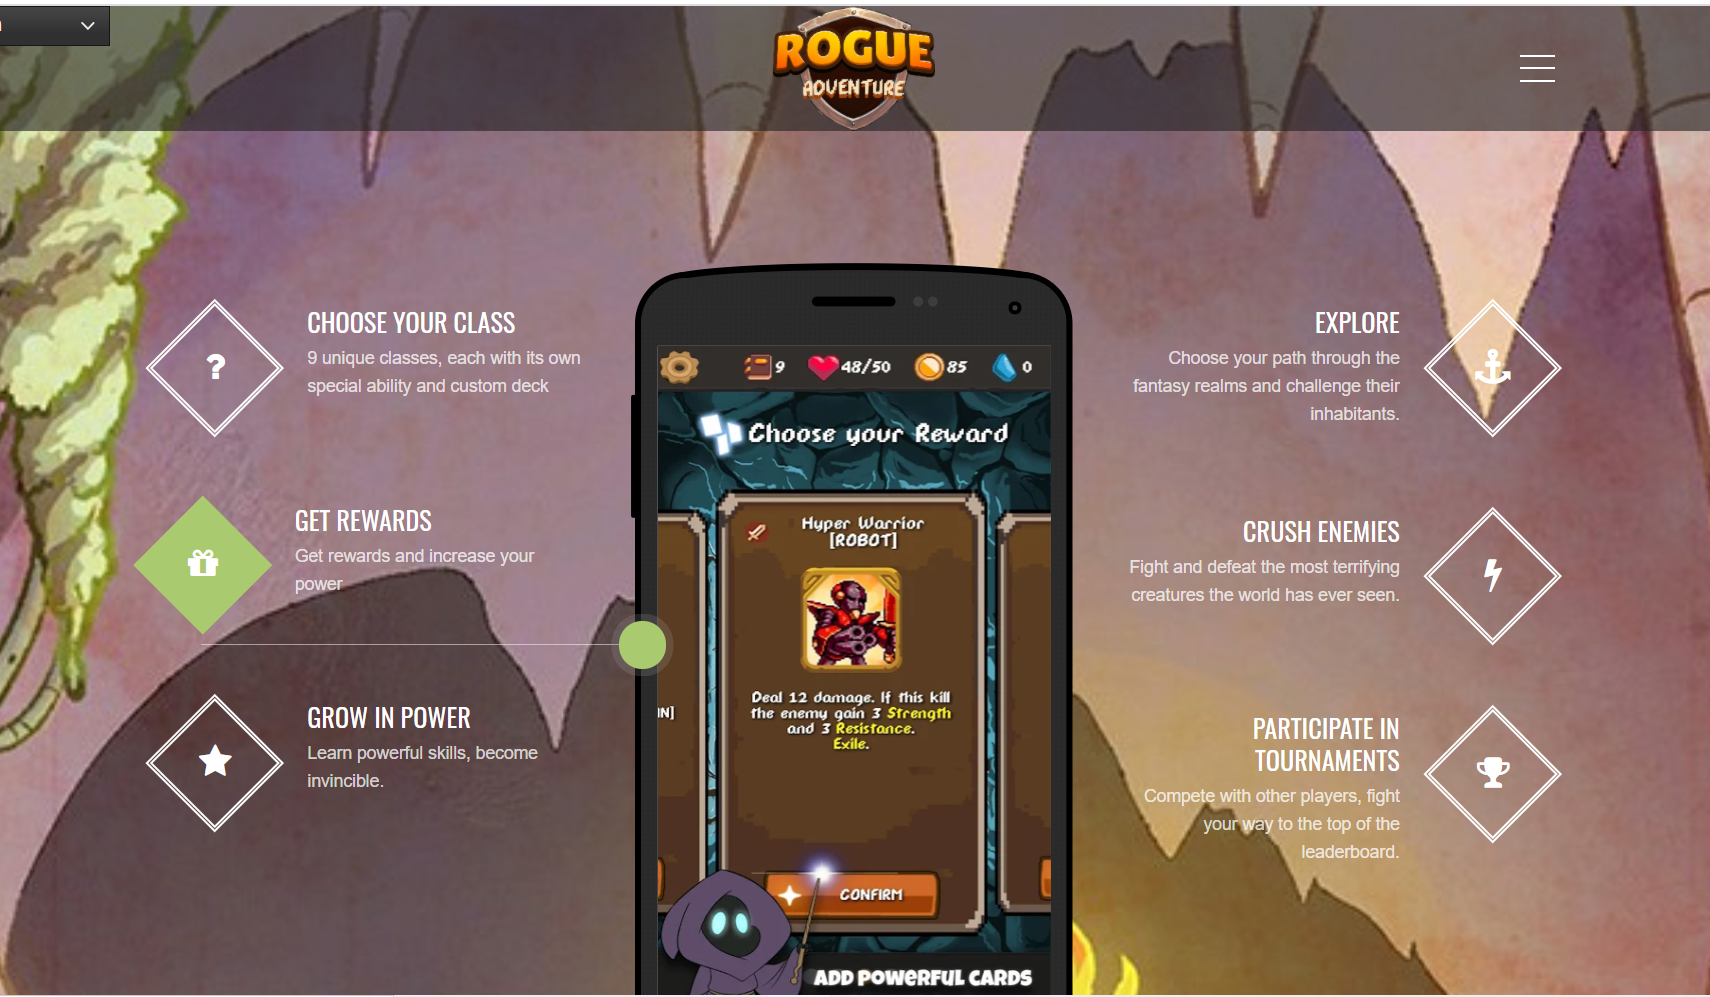 ROGUE
ADVENTURE
CHOOSE YOUR CLASS
9 unique classes, each with its own
special ability and custom deck
GET REWARDS
Get rewards and increase your
power
GROW IN POWER
Learn powerful skills, become
invincible.
9 48/50 85 0
Choose your Reward
Hyper Warrior
[ROBOT]
Deal 12 damage. If this kill
the enemy gain 3 Strength
and 3 Resistance.
Exile.
IN]
CONFIRM
ADD POWERFUL CARDS
EXPLORE
Choose your path through the
fantasy realms and challenge their
inhabitants.
CRUSH ENEMIES
Fight and defeat the most terrifying
creatures the world has ever seen.
PARTICIPATE IN
TOURNAMENTS
Compete with other players, fight
your way to the top of the
leaderboard.